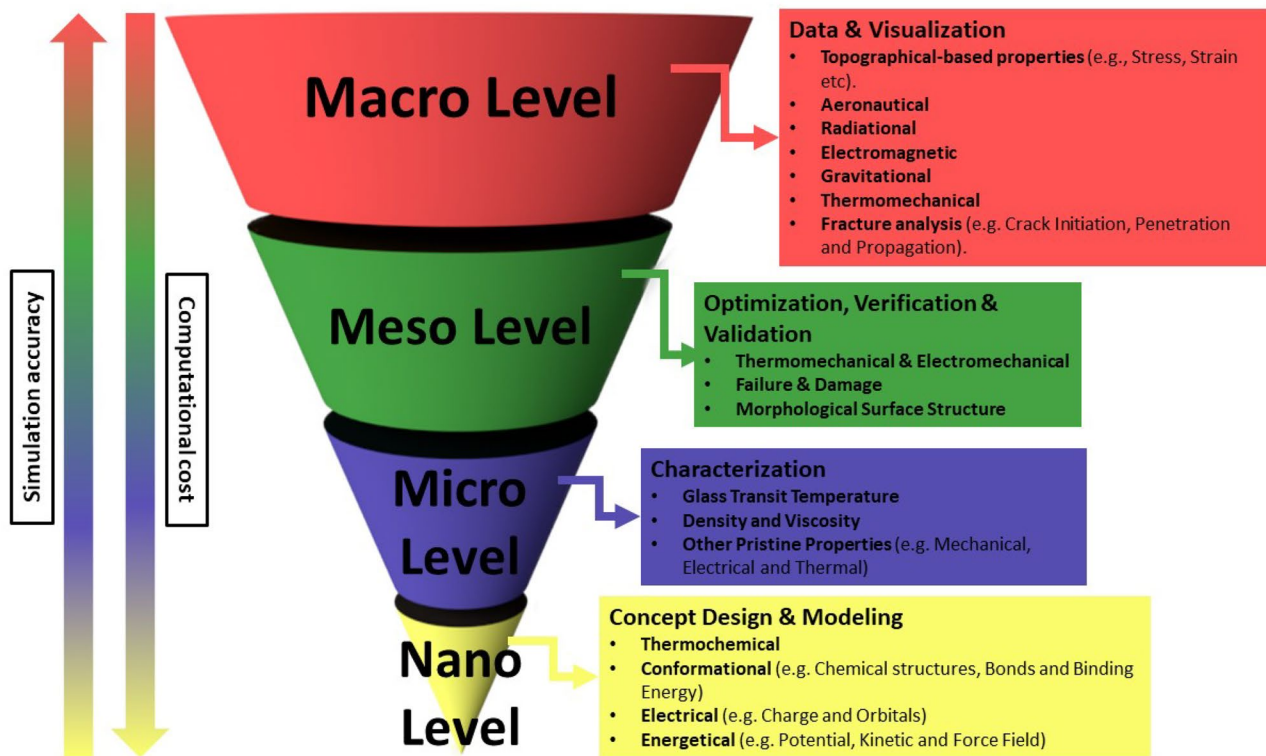 Simulation accuracy
Computational cost
Macro Level
Data & Visualization
• Topographical-based properties (e.g., Stress, Strain
etc).
• Aeronautical
• Radiational
• Electromagnetic
• Gravitational
• Thermomechanical
• Fracture analysis (e.g. Crack Initiation, Penetration
and Propagation).
Meso Level
Optimization, Verification &
Validation
• Thermomechanical & Electromechanical
• Failure & Damage
• Morphological Surface Structure
Micro
Level
Characterization
• Glass Transit Temperature
• Density and Viscosity
• Other Pristine Properties (e.g. Mechanical,
Electrical and Thermal)
Nano
Level
Concept Design & Modeling
• Thermochemical
• Conformational (e.g. Chemical structures, Bonds and Binding
Energy)
• Electrical (e.g. Charge and Orbitals)
• Energetical (e.g. Potential, Kinetic and Force Field)